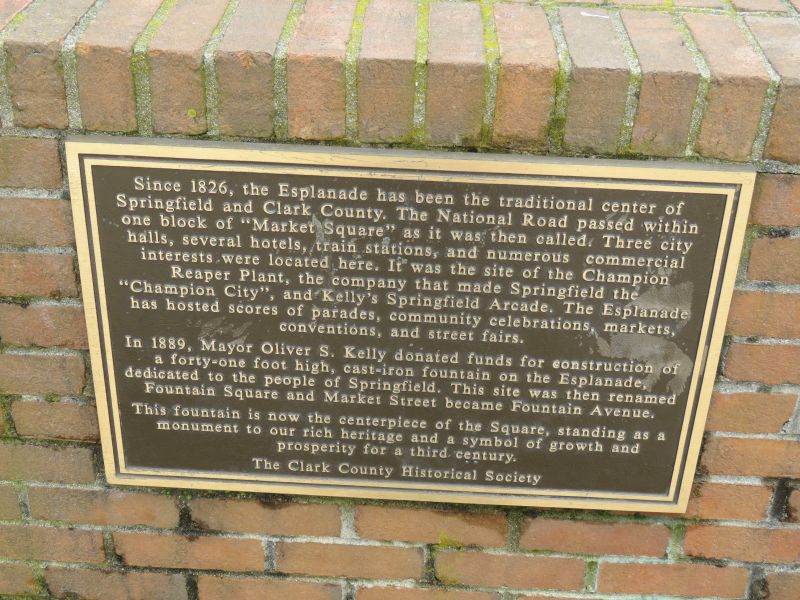 Since 1826, the Esplanade has been the traditional center of
Springfield and Clark County. The National Road passed within
one block of "Market Square" as it was then called. Three city
halls, several hotels, train stations, and numerous commercial
interests were located here. It was the site of the Champion
Reaper Plant, the company that made Springfield the
"Champion City", and Kelly's Springfield Arcade. The Esplanade
has hosted scores of parades, community celebrations, markets,
conventions, and street fairs.
In 1889, Mayor Oliver S. Kelly donated funds for construction of
a forty-one foot high, cast-iron fountain on the Esplanade,
dedicated to the people of Springfield. This site was then renamed
Fountain Square and Market Street became Fountain Avenue.
This fountain is now the centerpiece of the Square, standing as a
monument to our rich heritage and a symbol of growth and
prosperity for a third century.
The Clark County Historical Society